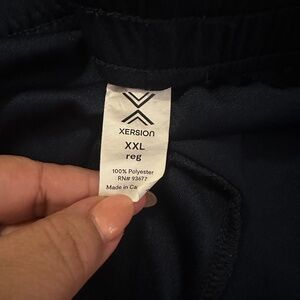 XERSION
XXL
reg
100% Polyester
RN# 93677
Made in